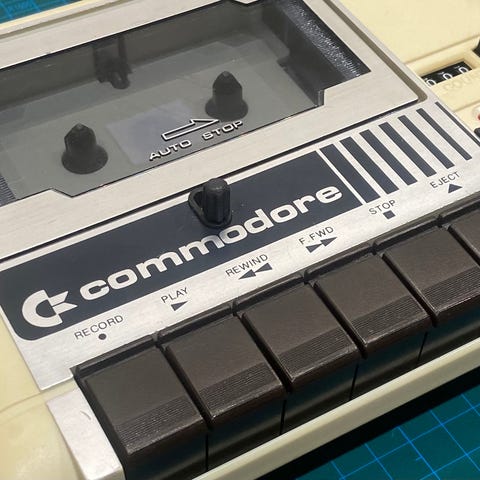 AUTO STOP
commodore
RECORD
PLAY
REWIND
F.FWD
STOP
EJECT